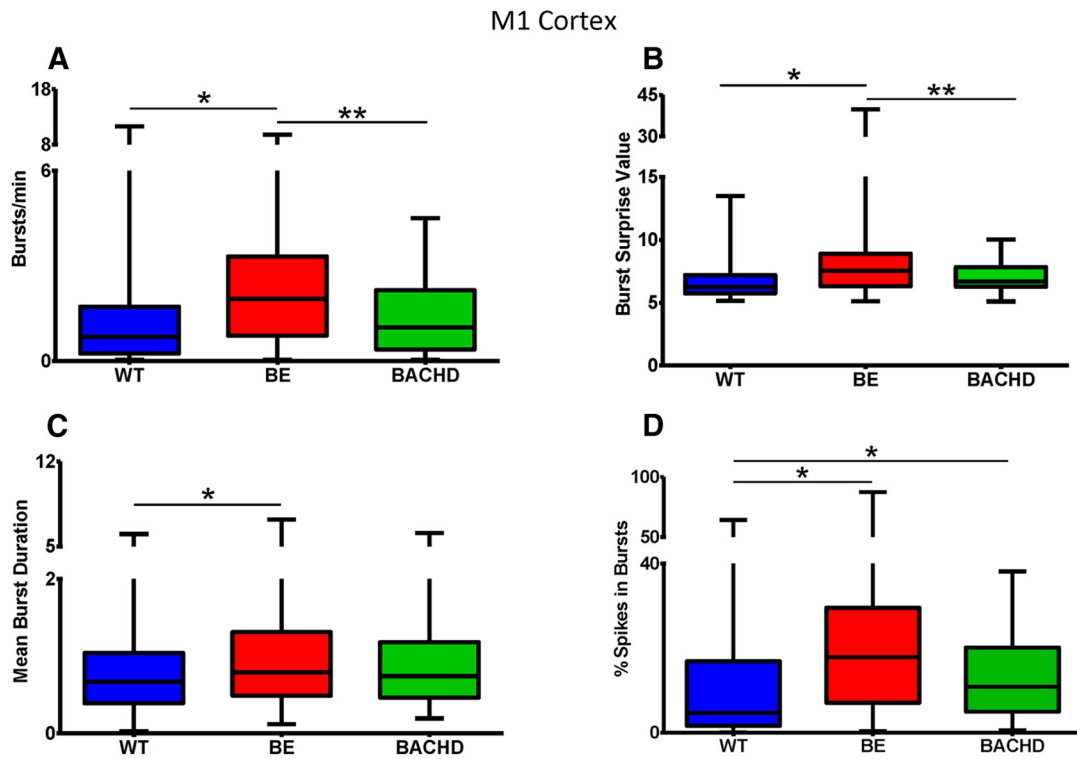 M1 Cortex
A
Bursts/min
18
8
6
0
*
**
WT
BE
BACHD
B
Burst Surprise Value
45
30
15
10
5
0
*
**
WT
BE
BACHD
C
Mean Burst Duration
12
5
2
0
*
WT
BE
BACHD
D
% Spikes in Bursts
100
50
40
0
*
*
WT
BE
BACHD